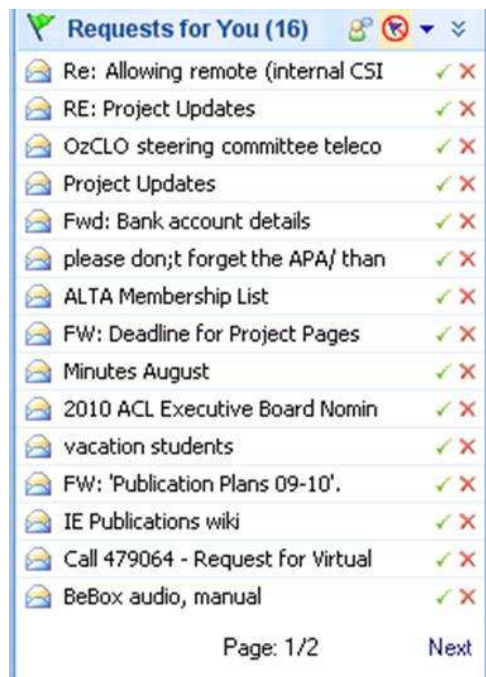 Requests for You (16)
Re: Allowing remote (internal CSI
RE: Project Updates
OzCLO steering committee teleco
Project Updates
Fwd: Bank account details
please don;t forget the APA/ than
ALTA Membership List
FW: Deadline for Project Pages
Minutes August
2010 ACL Executive Board Nomin
vacation students
FW: 'Publication Plans 09-10'.
IE Publications wiki
Call 479064 - Request for Virtual
BeBox audio, manual
Page: 1/2 Next